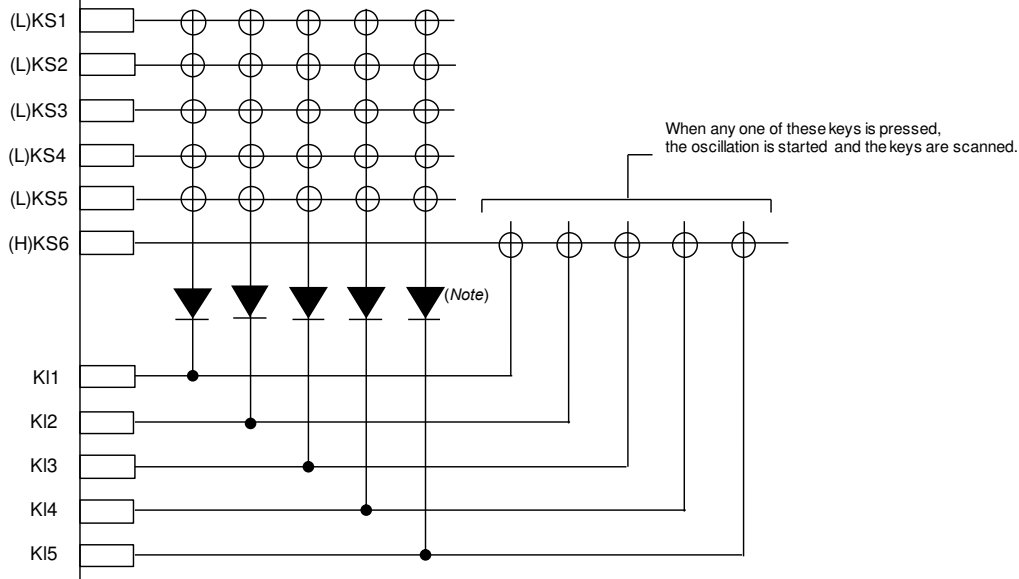 (L)KS1
(L)KS2
(L)KS3
(L)KS4
(L)KS5
(H)KS6
When any one of these keys is pressed,
the oscillation is started and the keys are scanned.
(Note)
KI1
KI2
KI3
KI4
KI5